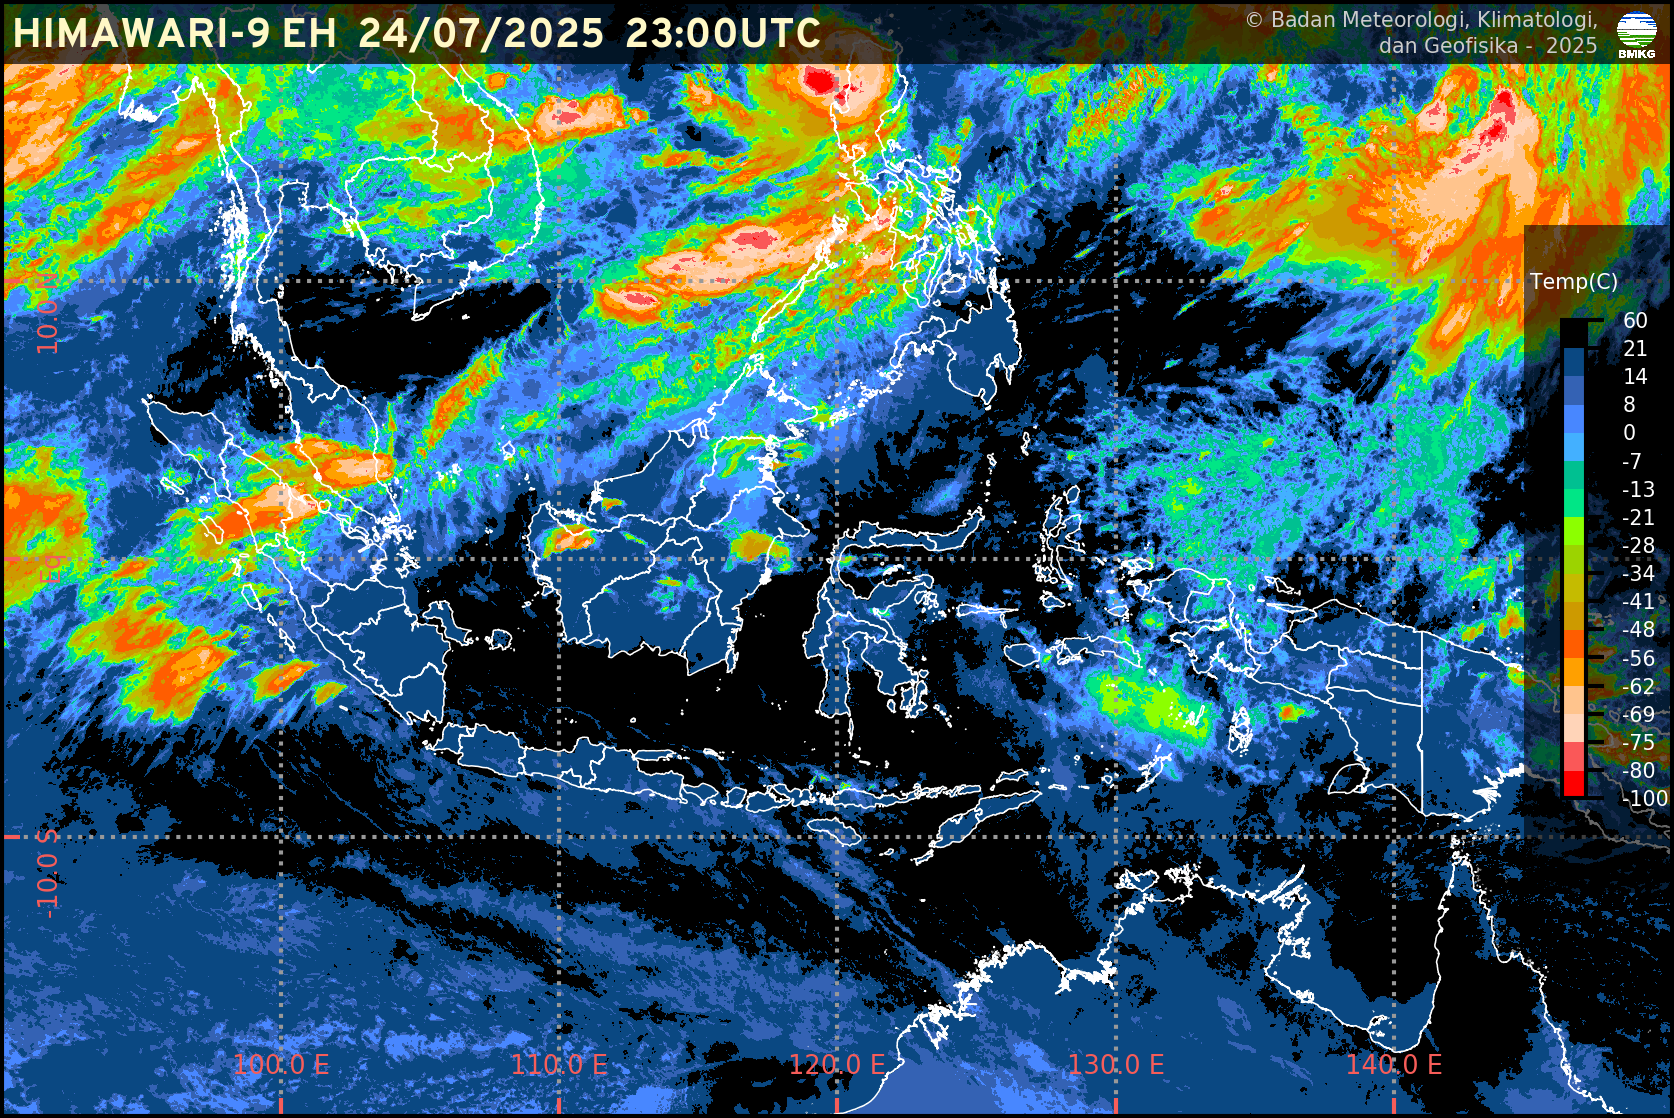 HIMAWARI-9 EH 24/07/2025 23:00UTC
© Badan Meteorologi, Klimatologi,
dan Geofisika - 2025
BMKG
Temp(C)
60
21
14
8
0
-7
-13
-21
-28
-34
-41
-48
-56
-62
-69
-75
-80
-100
10.0 N
Eq
-10.0 S
100.0 E
110.0 E
120.0 E
130.0 E
140.0 E